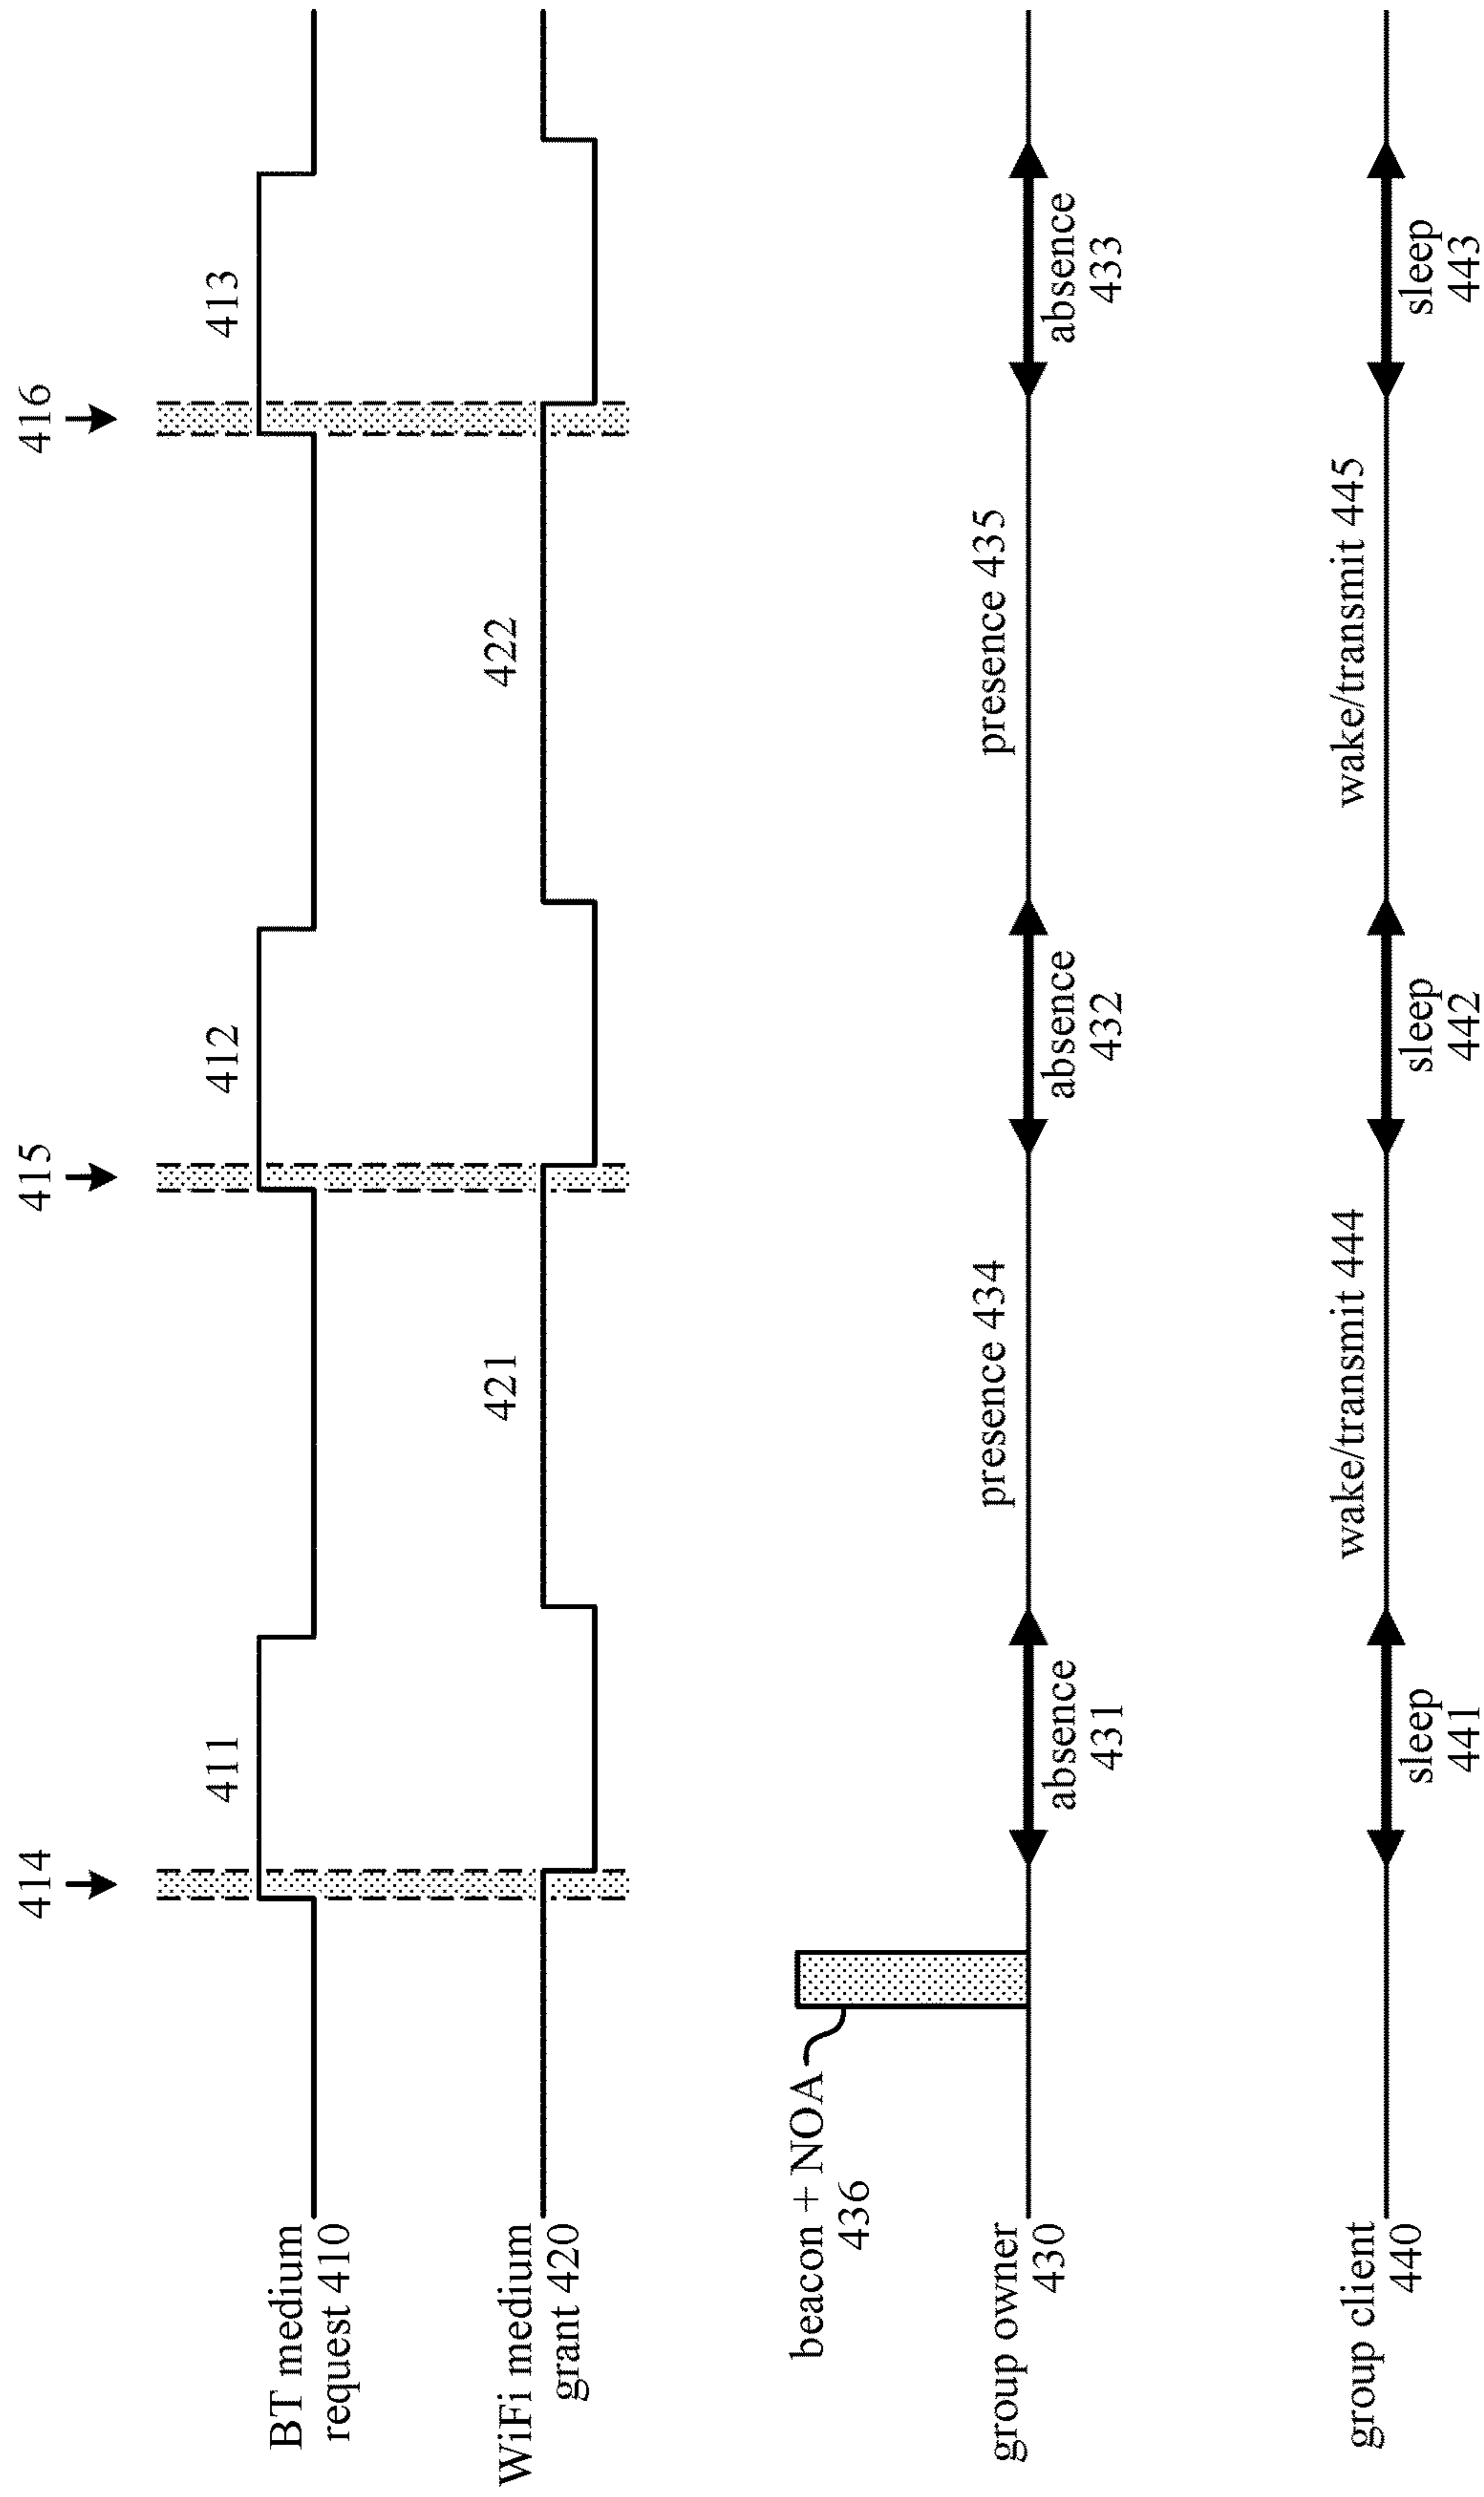 414
415
416
BT medium
request 410
411
412
413
WiFi medium
grant 420
421
422
beacon + NOA
436
group owner
430
absence
431
presence 434
absence
432
presence 435
absence
433
group client
440
sleep
441
wake/transmit 444
sleep
442
wake/transmit 445
sleep
443